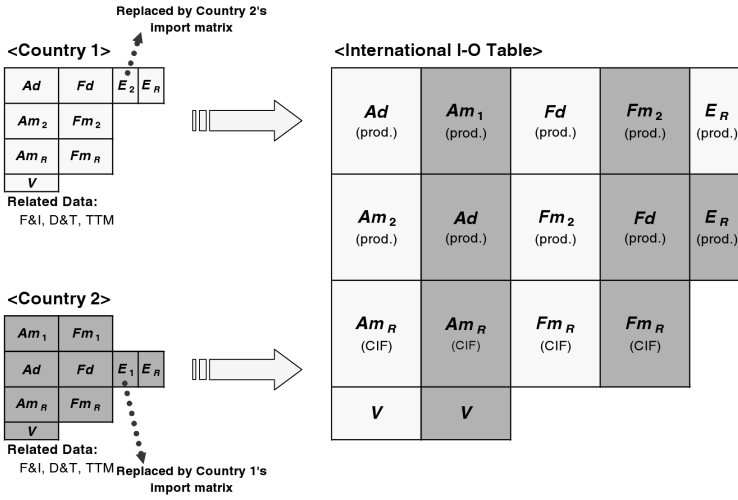 Replaced by Country 2's
import matrix
<Country 1>
Ad Fd E2 ER
Am2 Fm2
AmR FmR
V
Related Data:
F&I, D&T, TTM
<Country 2>
Am1 Fm1
Ad Fd E1 ER
AmR FmR
V
Related Data:
F&I, D&T, TTM
Replaced by Country 1's
import matrix
<International I-O Table>
Ad Am1 Fd Fm2 ER
(prod.) (prod.) (prod.) (prod.) (prod.)
Am2 Ad Fm2 Fd ER
(prod.) (prod.) (prod.) (prod.) (prod.)
AmR AmR FmR FmR
(CIF) (CIF) (CIF) (CIF)
V V